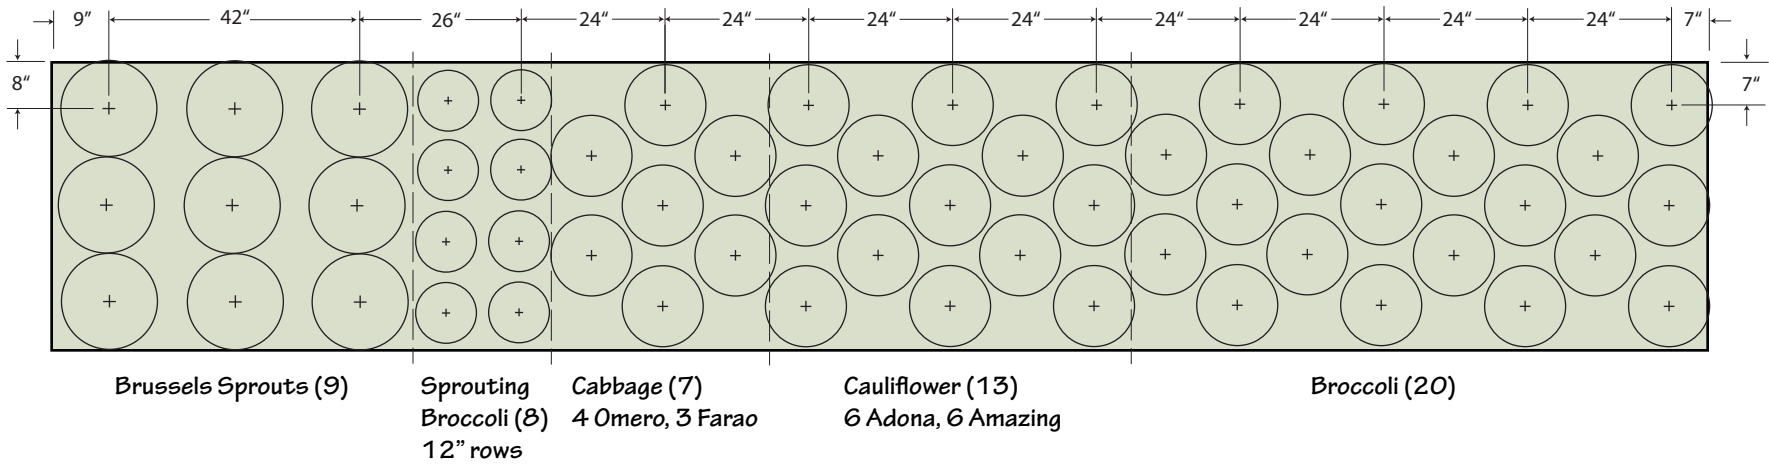 9" 42" 26" 24" 24" 24" 24" 24" 24" 24" 24" 7"
8" 7"
Brussels Sprouts (9)
Sprouting
Broccoli (8)
12" rows
Cabbage (7)
4 Omero, 3 Farao
Cauliflower (13)
6 Adona, 6 Amazing
Broccoli (20)